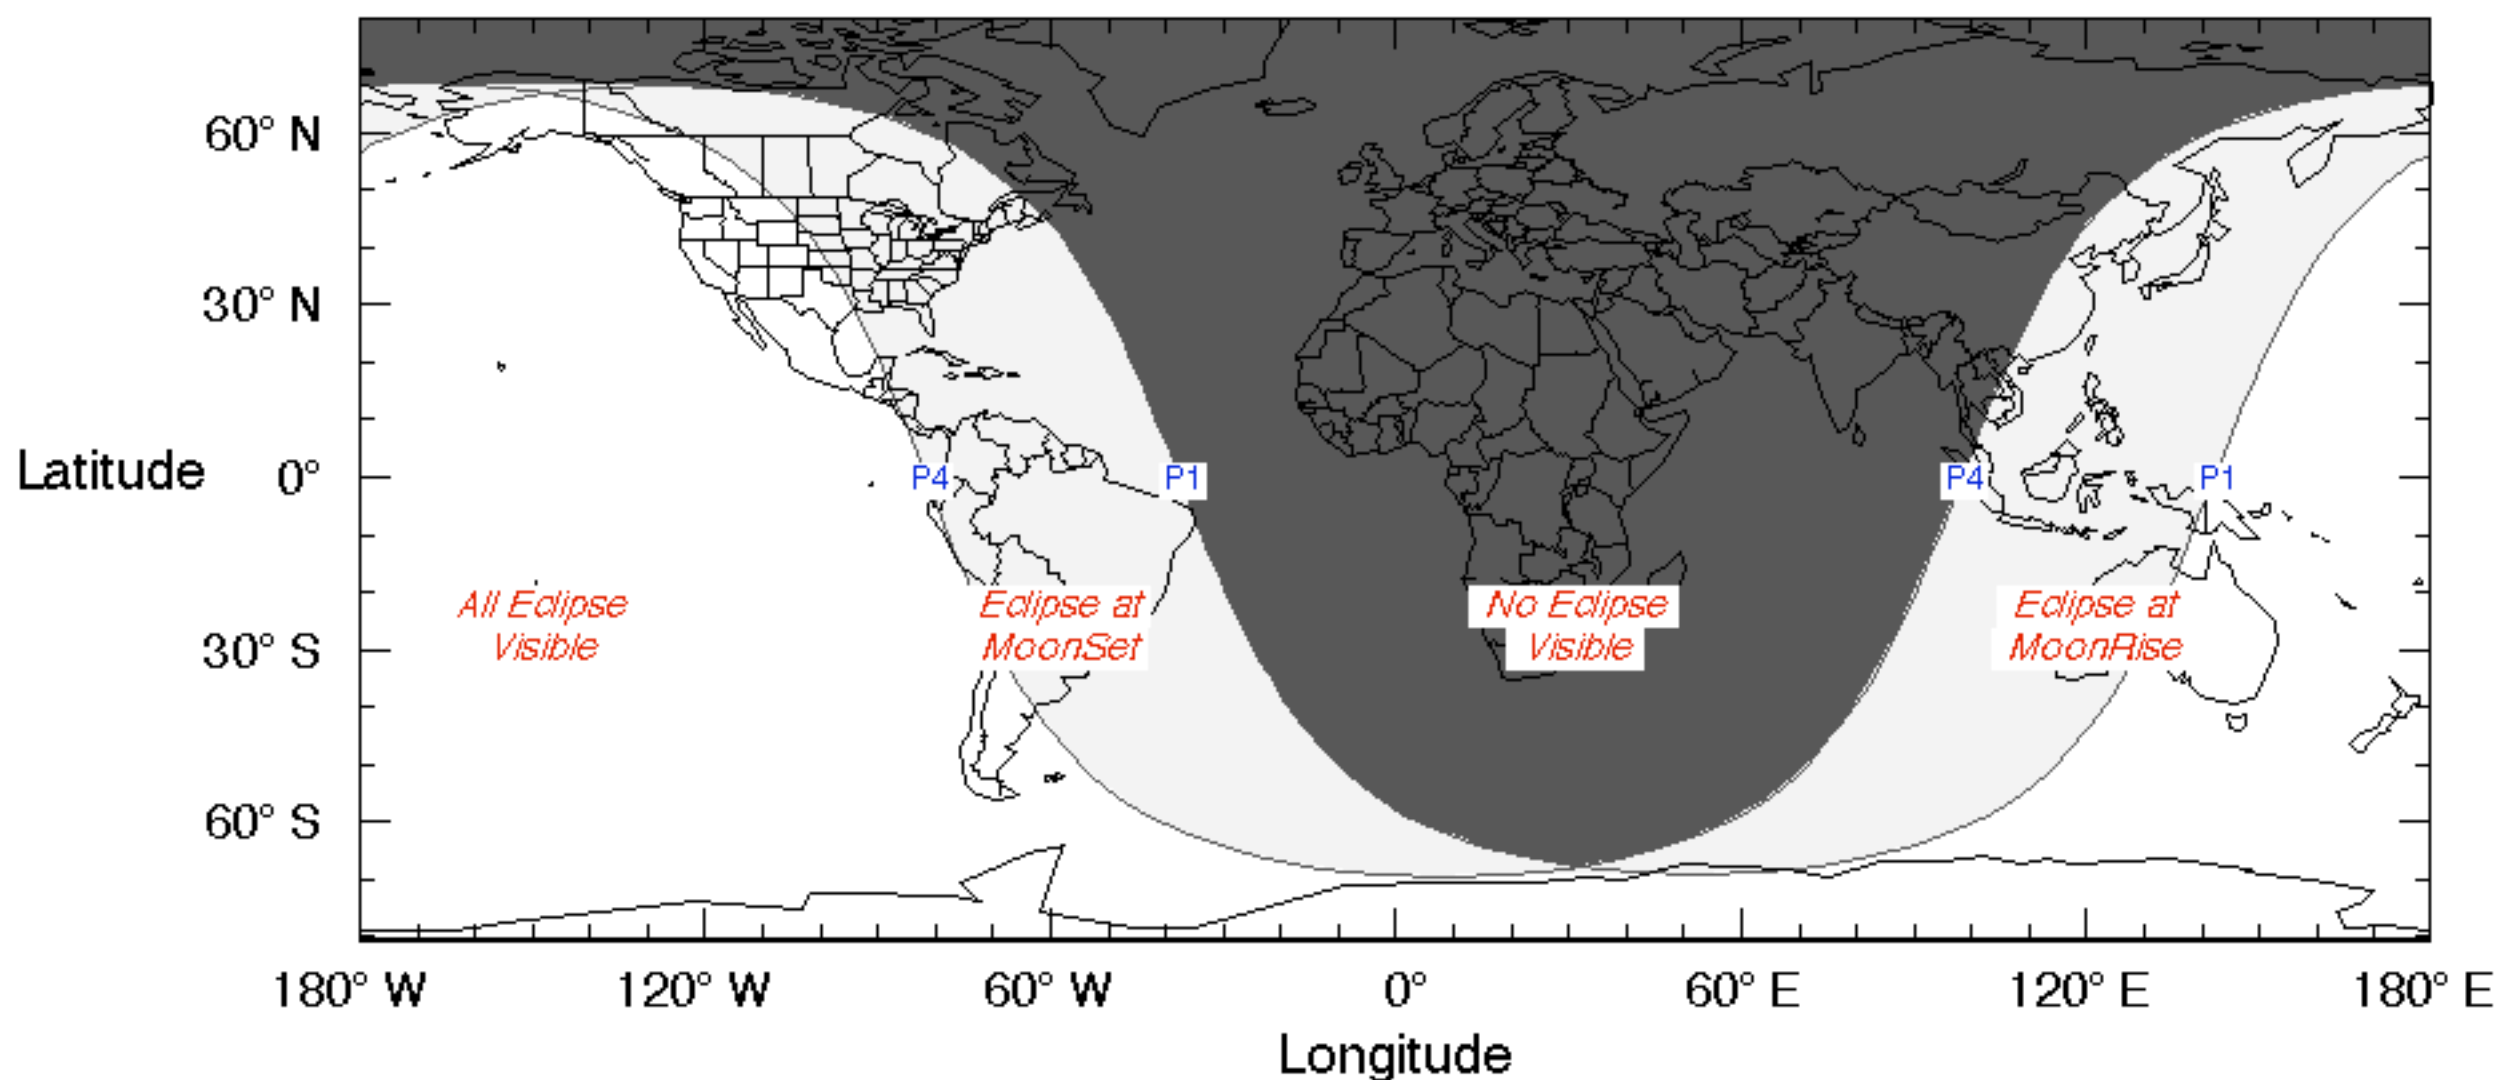 60° N
30° N
Latitude 0°
P4 P1 P4 P1
All Eclipse
Visible
Eclipse at
MoonSet
No Eclipse
Visible
Eclipse at
MoonRise
30° S
60° S
180° W 120° W 60° W 0° 60° E 120° E 180° E
Longitude